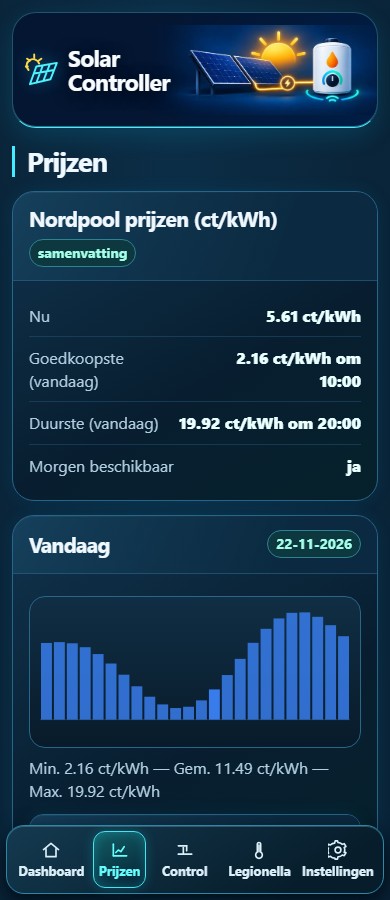 Solar
Controller
Prijzen
Nordpool prijzen (ct/kWh)
samenvatting
Nu 5.61 ct/kWh
Goedkoopste 2.16 ct/kWh om
(vandaag) 10:00
Duurste (vandaag) 19.92 ct/kWh om 20:00
Morgen beschikbaar ja
Vandaag 22-11-2026
Min. 2.16 ct/kWh — Gem. 11.49 ct/kWh —
Max. 19.92 ct/kWh
Dashboard Prijzen Control Legionella Instellingen